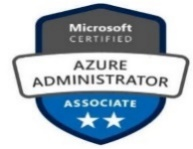 Microsoft
CERTIFIED
AZURE
ADMINISTRATOR
ASSOCIATE